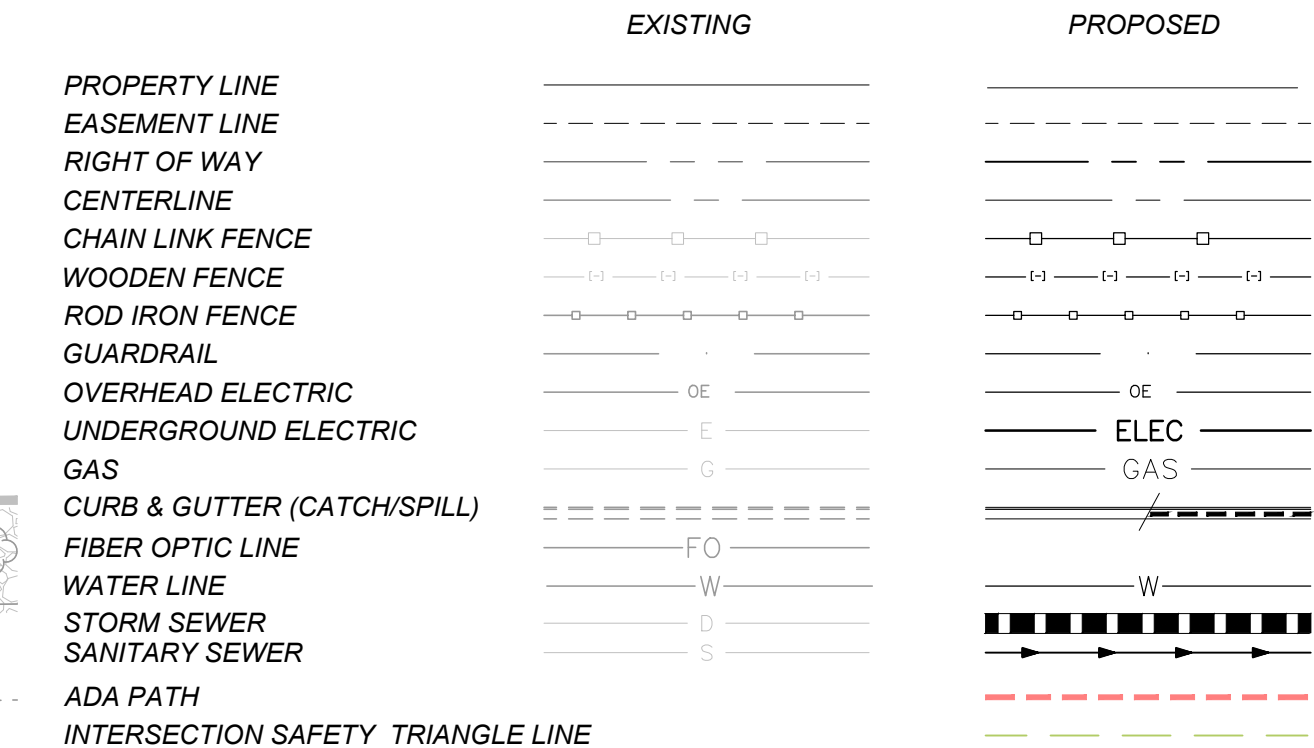 EXISTING PROPOSED
PROPERTY LINE
EASEMENT LINE
RIGHT OF WAY
CENTERLINE
CHAIN LINK FENCE
WOODEN FENCE [-] [-] [-] [-] [-] [-] [-] [-]
ROD IRON FENCE
GUARDRAIL
OVERHEAD ELECTRIC OE OE
UNDERGROUND ELECTRIC E ELEC
GAS G GAS
CURB & GUTTER (CATCH/SPILL)
FIBER OPTIC LINE FO
WATER LINE W W
STORM SEWER D
SANITARY SEWER S
ADA PATH
INTERSECTION SAFETY TRIANGLE LINE